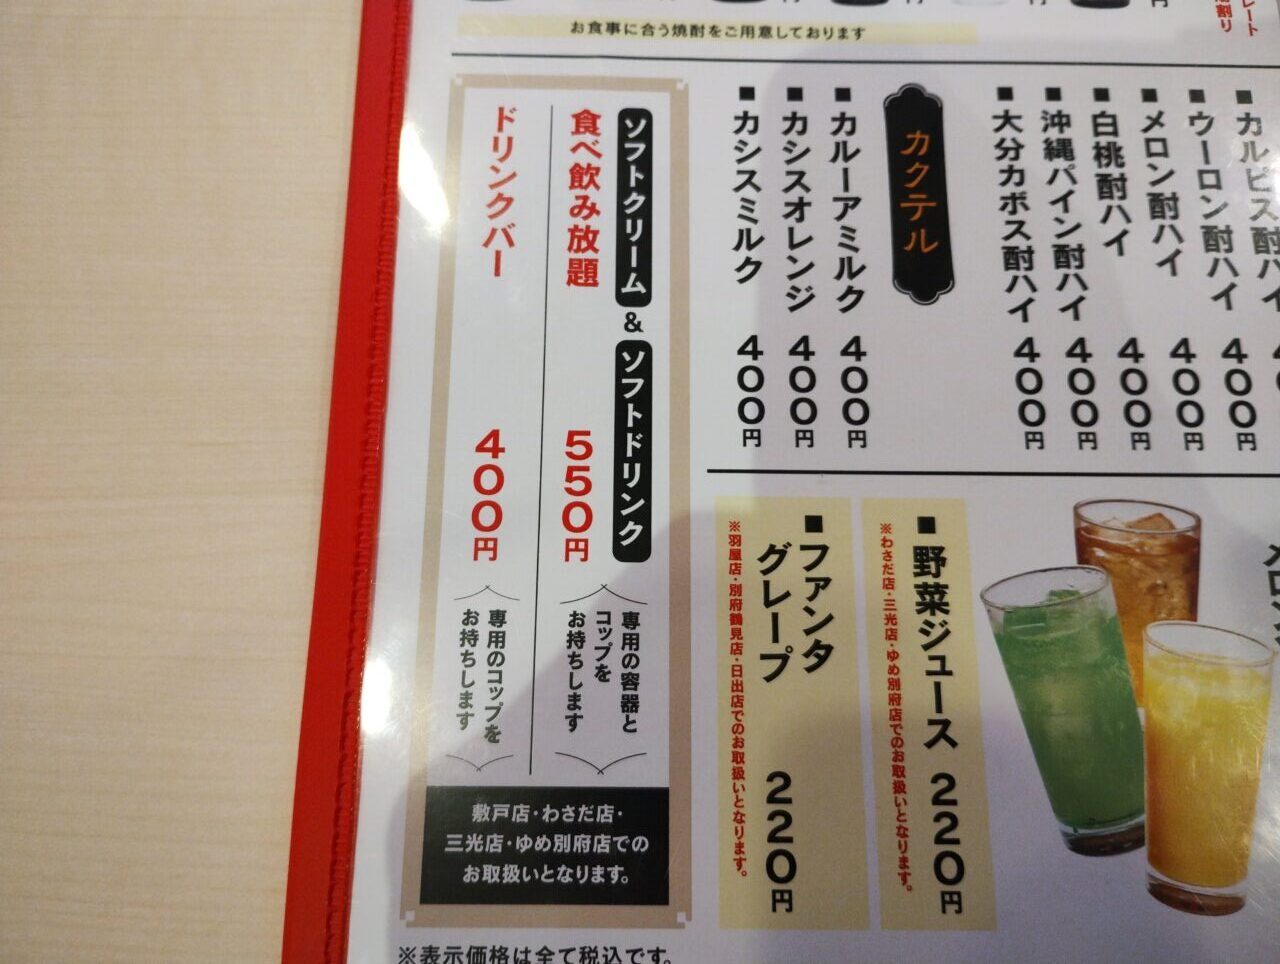 お食事に合う焼酎をご用意しております
■ウーロン酎ハイ 400円
■メロン酎ハイ 400円
■白桃酎ハイ 400円
■沖縄パイン酎ハイ 400円
■大分カボス酎ハイ 400円
カクテル
■カルーアミルク 400円
■カシスオレンジ 400円
■カシスミルク 400円
■野菜ジュース 220円
※わさだ店・三光店・ゆめ別府店でのお取扱いとなります。
■ファンタ
グレープ 220円
※羽屋店・別府鶴見店・日出店でのお取扱いとなります。
ソフトクリーム&ソフトドリンク
食べ飲み放題 550円
専用の容器と
コップを
お持ちします
ドリンクバー 400円
専用のコップを
お持ちします
敷戸店・わさだ店・
三光店・ゆめ別府店での
お取扱いとなります。
※表示価格は全て税込です。